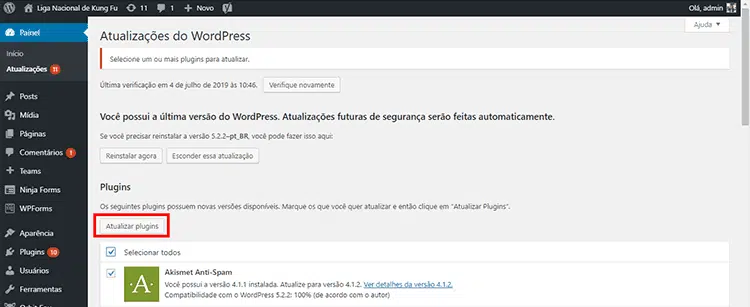 Liga Nacional de Kung Fu
11
1
Novo
Olá, admin
Ajuda
Painel
Início
Atualizações 11
Posts
Mídia
Páginas
Comentários 1
Teams
Ninja Forms
WPForms
Aparência
Plugins 10
Usuários
Ferramentas
Atualizações do WordPress
Selecione um ou mais plugins para atualizar.
Última verificação em 4 de julho de 2019 às 10:46.
Verifique novamente
Você possui a última versão do WordPress. Atualizações futuras de segurança serão feitas automaticamente.
Se você precisar reinstalar a versão 5.2.2–pt_BR, você pode fazer isso aqui:
Reinstalar agora
Esconder essa atualização
Plugins
Os seguintes plugins possuem novas versões disponíveis. Marque os que você quer atualizar e então clique em "Atualizar Plugins".
Atualizar plugins
Selecionar todos
A
Akismet Anti-Spam
Você possui a versão 4.1.1 instalada. Atualize para versão 4.1.2. Ver detalhes da versão 4.1.2.
Compatibilidade com o WordPress 5.2.2: 100% (de acordo com o autor)